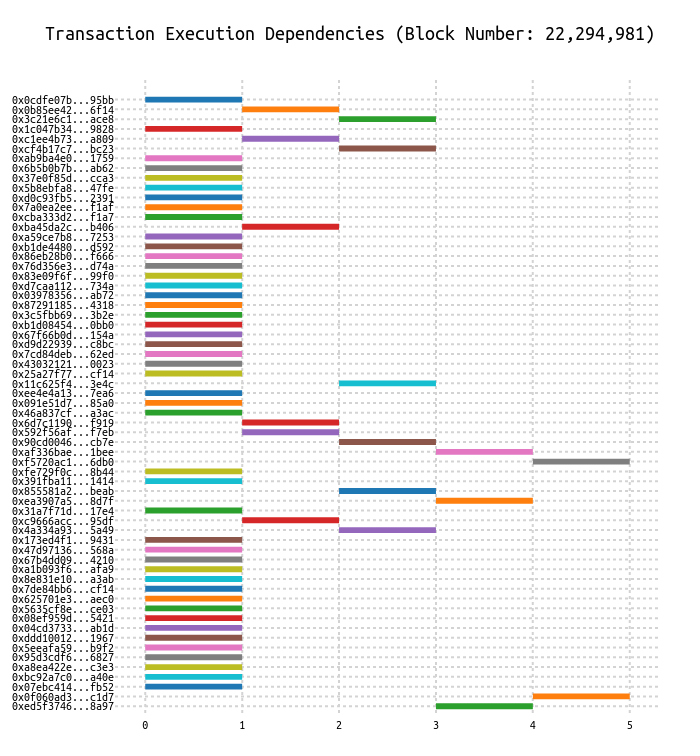 Transaction Execution Dependencies (Block Number: 22,294,981)
0x0cdfe07b...95bb
0x0b85ee42...6f14
0x3c21e6c1...ace8
0x1c047b34...9828
0xc1ee4b73...a809
0xcf4b17c7...bc23
0xab9ba4e0...1759
0x6b5b0b7b...ab62
0x37e0f85d...cca3
0x5b8ebfa8...47fe
0xd0c93fb5...2391
0x7a0ea2ee...f1af
0xcba333d2...f1a7
0xba45da2c...b406
0xa59ce7b8...7253
0xb1de4480...d592
0x86eb28b0...f666
0x76d356e3...d74a
0x83e09f6f...99f0
0xd7caa112...734a
0x03978356...ab72
0x87291185...4318
0x3c5fbb69...3b2e
0xb1d08454...0bb0
0x67f66b0d...154a
0xd9d22939...c8bc
0x7cd84deb...62ed
0x43032121...0023
0x25a27f77...cf14
0x11c625f4...3e4c
0xee4e4a13...7ea6
0x091e51d7...85a0
0x46a837cf...a3ac
0x6d7c1190...f919
0x592f56af...f7eb
0x90cd0046...cb7e
0xaf336bae...1bee
0xf5720ac1...6db0
0xfe729f0c...8b44
0x391fba11...1414
0x855581a2...beab
0xea3907a5...8d7f
0x31a7f71d...17e4
0xc9666acc...95df
0x4a334a93...5a49
0x173ed4f1...9431
0x47d97136...568a
0x67b4dd09...4210
0xa1b093f6...afa9
0x8e831e10...a3ab
0x7de84bb6...cf14
0x625701e3...aec0
0x5635cf8e...ce03
0x08ef959d...5421
0x04cd3733...ab1d
0xddd10012...1967
0x5eeafa59...b9f2
0x95d3cdf6...6827
0xa8ea422e...c3e3
0xbc92a7c0...a40e
0x07ebc414...fb52
0x0f060ad3...c1d7
0xed5f3746...8a97
0 1 2 3 4 5